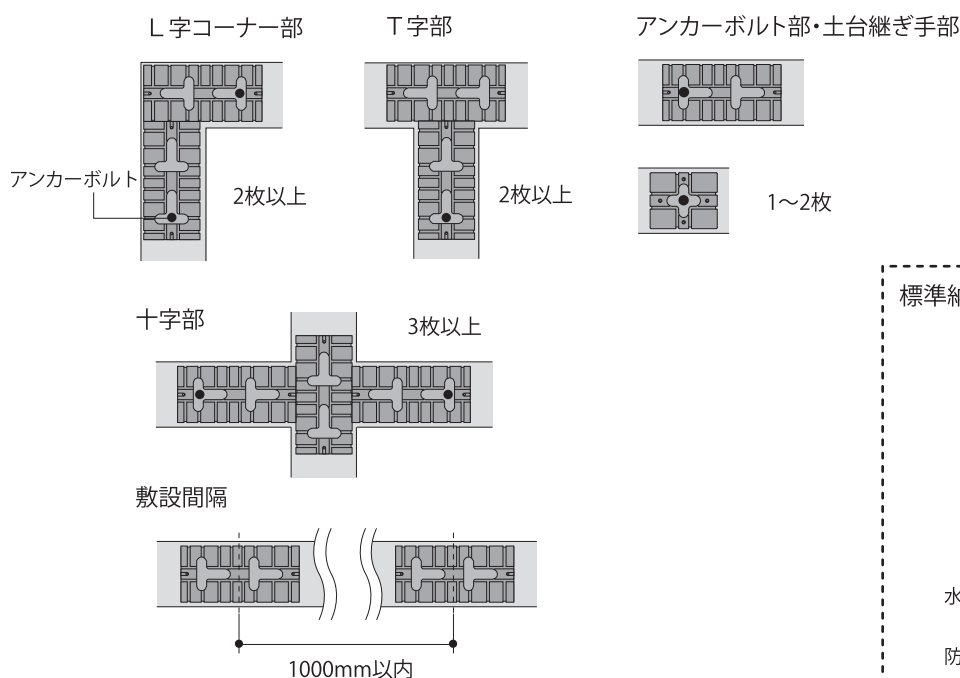 L字コーナー部
T字部
アンカーボルト部・土台継ぎ手部
アンカーボルト
2枚以上
2枚以上
1〜2枚
十字部
3枚以上
標準納
敷設間隔
水
防
1000mm以内